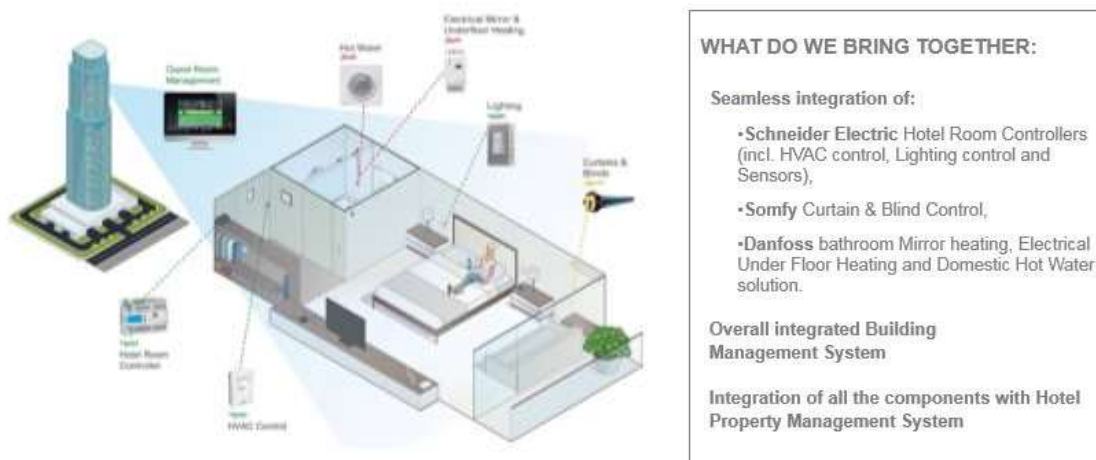 Electrical Mirror &
Underfloor Heating
Hot Water
Guest Room
Management
Lighting
Curtains &
Blinds
Hotel Room
Controller
HVAC Control
WHAT DO WE BRING TOGETHER:
Seamless integration of:
•Schneider Electric Hotel Room Controllers
(incl. HVAC control, Lighting control and
Sensors),
•Somfy Curtain & Blind Control,
•Danfoss bathroom Mirror heating, Electrical
Under Floor Heating and Domestic Hot Water
solution.
Overall integrated Building
Management System
Integration of all the components with Hotel
Property Management System